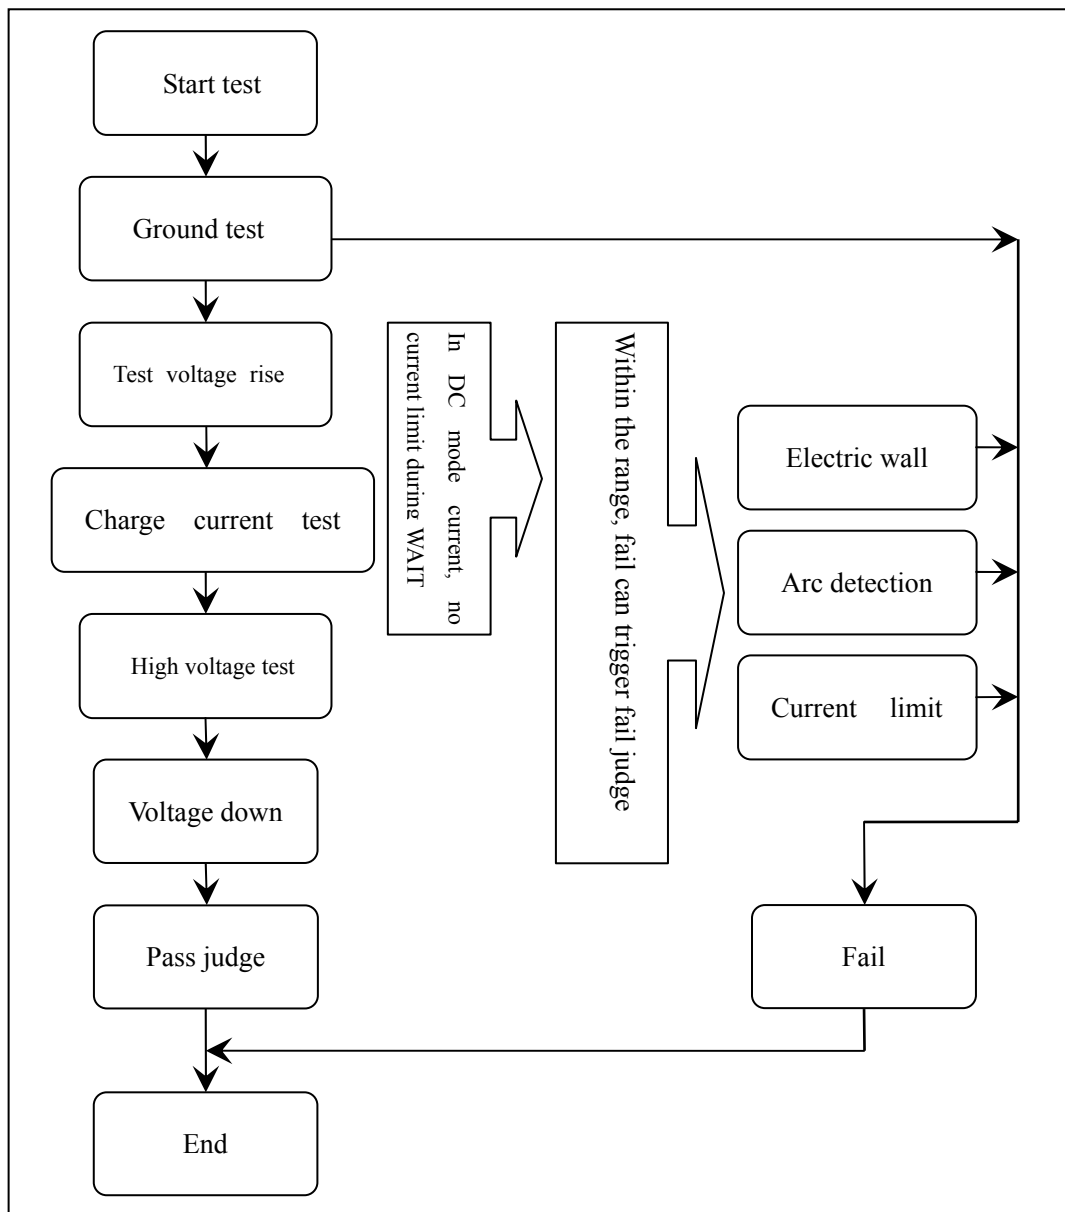 Start test
Ground test
Test voltage rise
Charge current test
High voltage test
Voltage down
Pass judge
End
In DC mode current, no
current limit during WAIT
Within the range, fail can trigger fail judge
Electric wall
Arc detection
Current limit
Fail